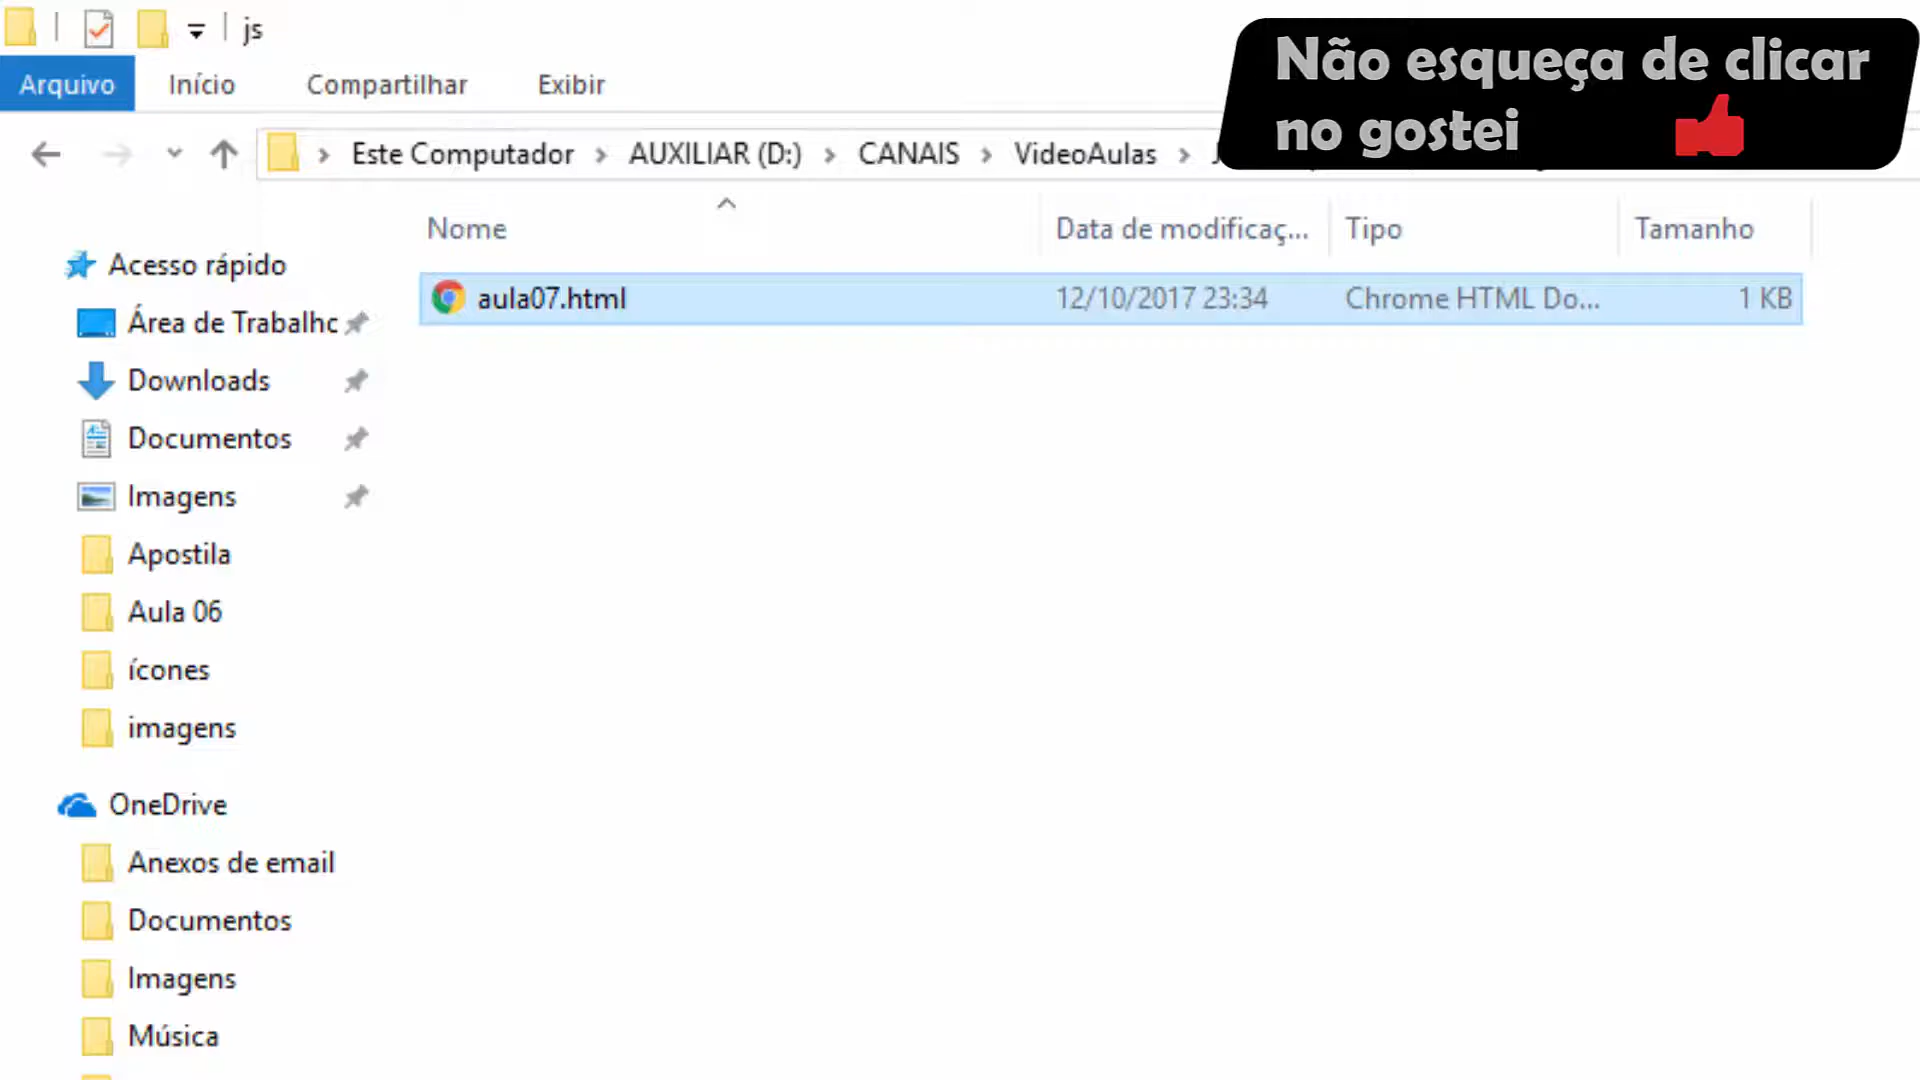 js
Arquivo Início Compartilhar Exibir
Não esqueça de clicar
no gostei
Este Computador AUXILIAR (D:) CANAIS VideoAulas
Nome Data de modificaç... Tipo Tamanho
aula07.html 12/10/2017 23:34 Chrome HTML Do... 1 KB
Acesso rápido
Área de Trabalhc
Downloads
Documentos
Imagens
Apostila
Aula 06
ícones
imagens
OneDrive
Anexos de email
Documentos
Imagens
Música